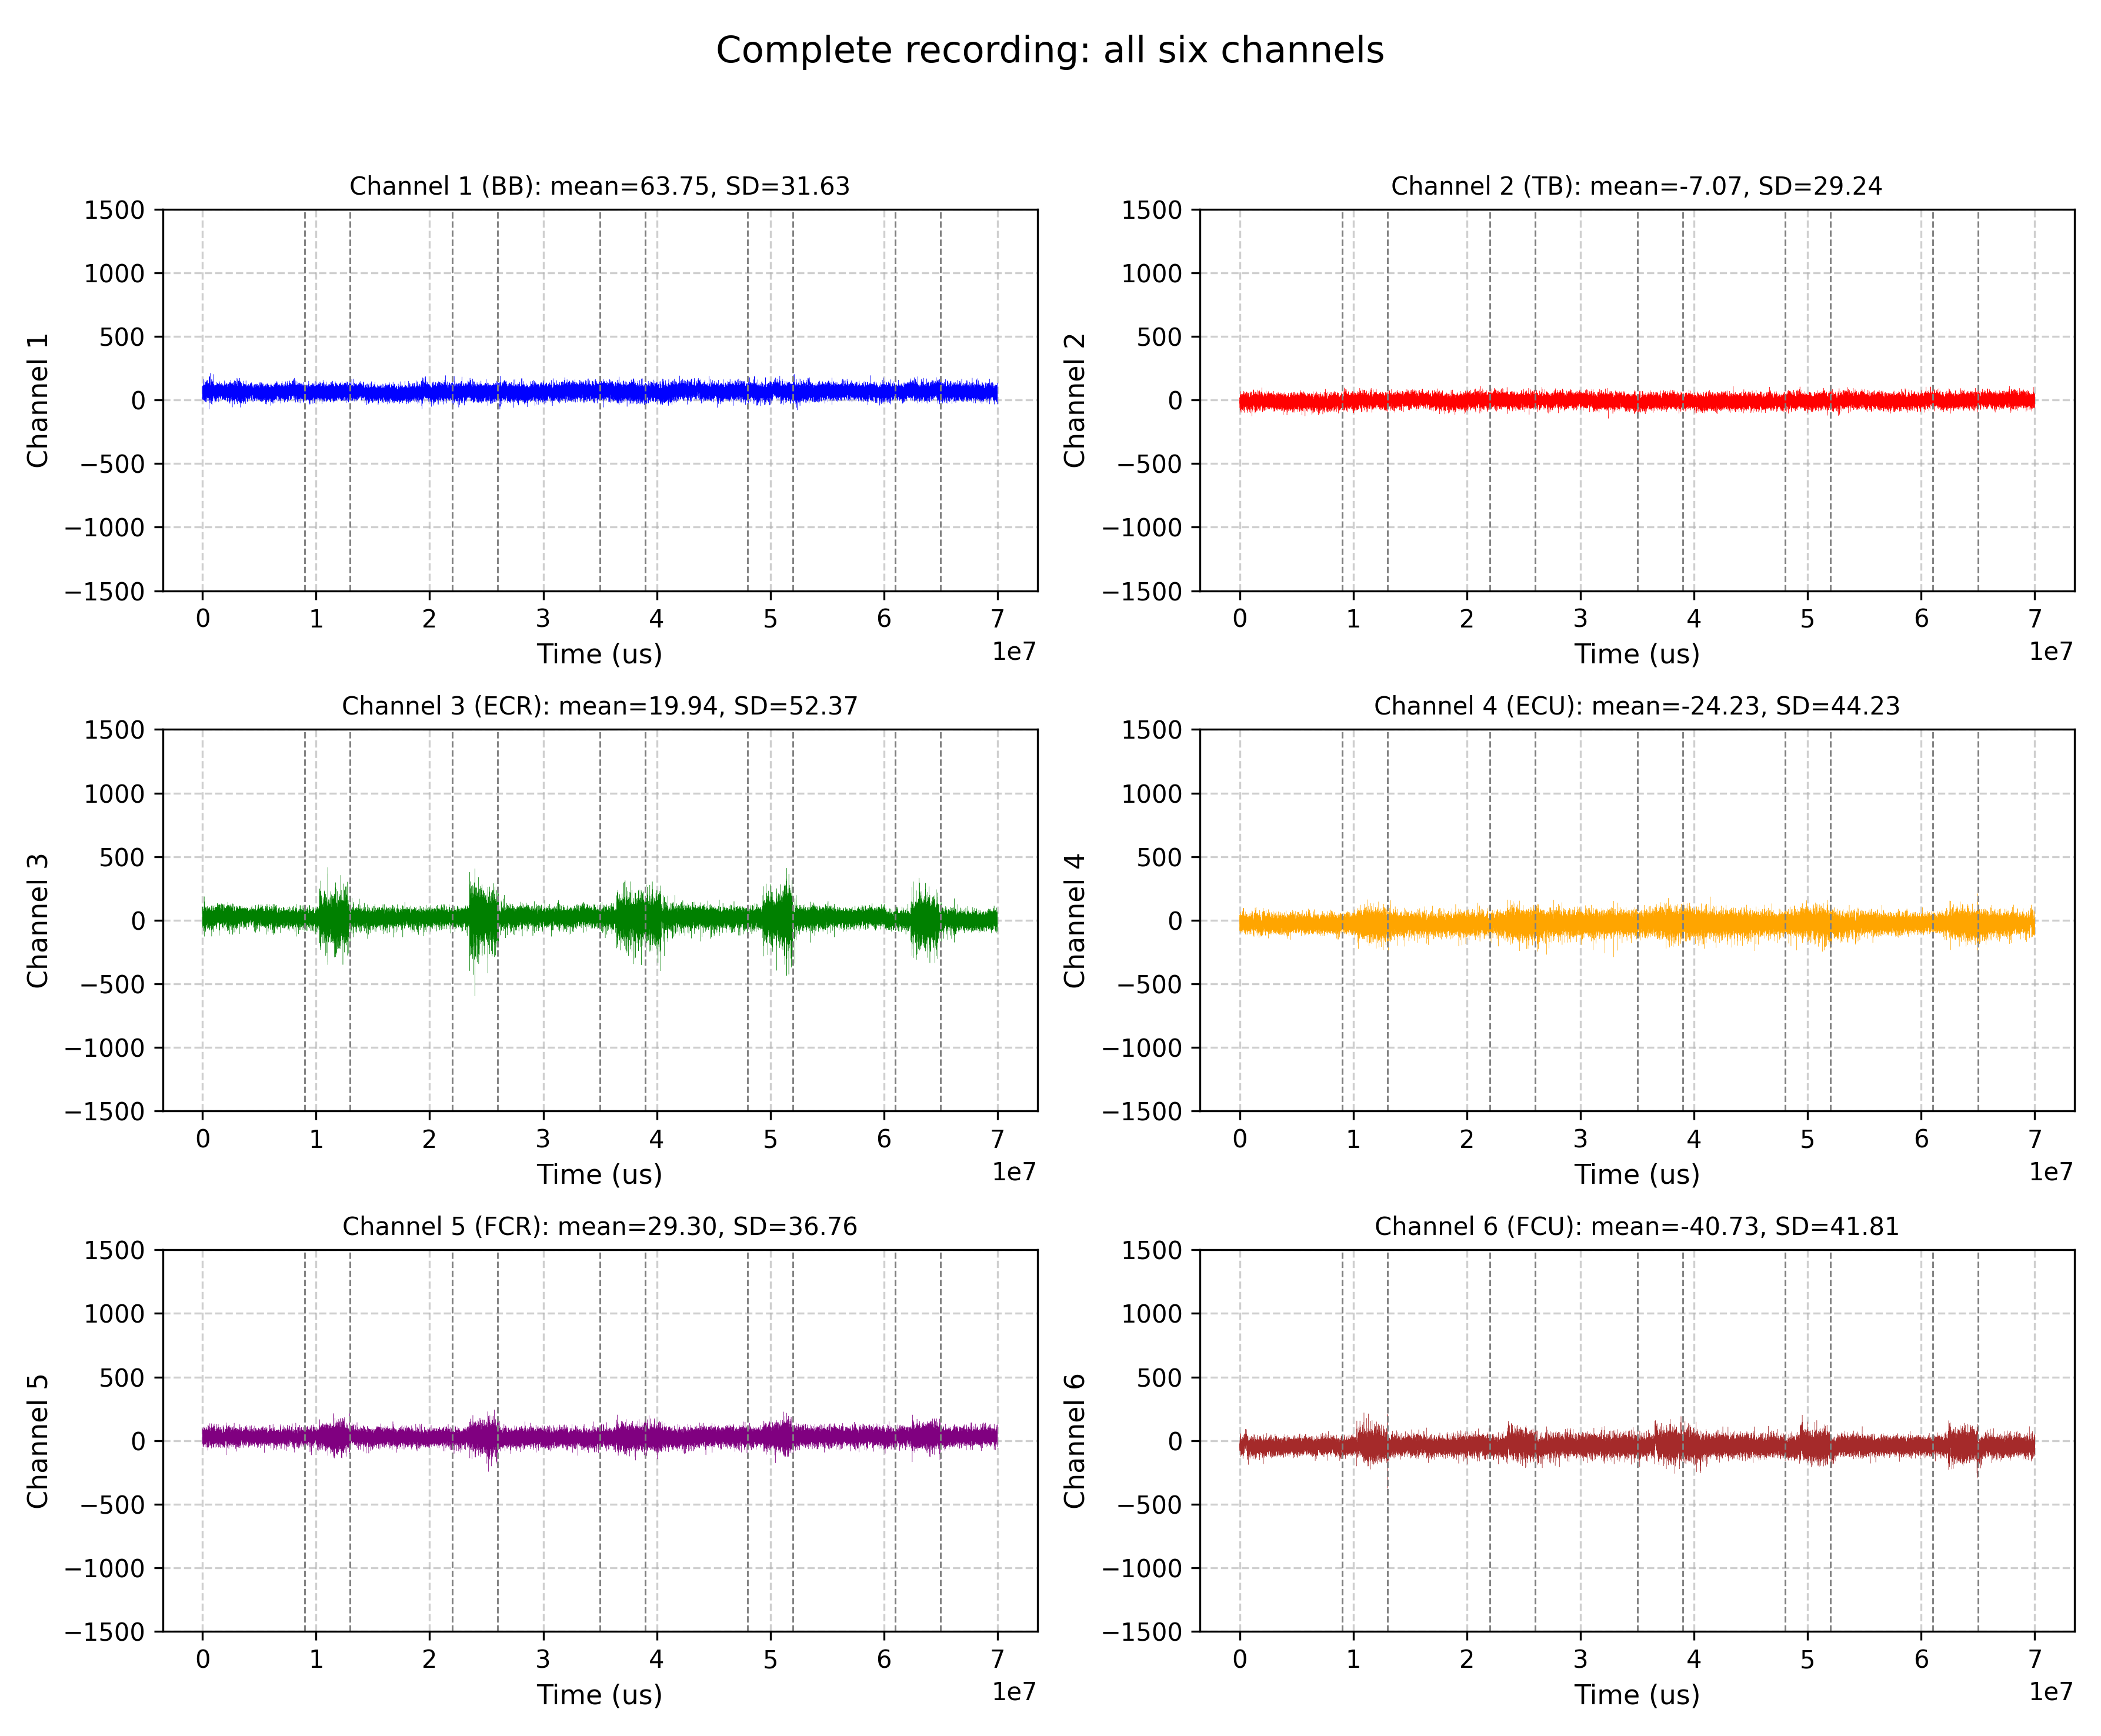 Complete recording: all six channels
Channel 1 (BB): mean=63.75, SD=31.63
1500
1000
500
0
−500
−1000
−1500
Channel 1
0 1 2 3 4 5 6 7
Time (us)
1e7
Channel 2 (TB): mean=-7.07, SD=29.24
1500
1000
500
0
−500
−1000
−1500
Channel 2
0 1 2 3 4 5 6 7
Time (us)
1e7
Channel 3 (ECR): mean=19.94, SD=52.37
1500
1000
500
0
−500
−1000
−1500
Channel 3
0 1 2 3 4 5 6 7
Time (us)
1e7
Channel 4 (ECU): mean=-24.23, SD=44.23
1500
1000
500
0
−500
−1000
−1500
Channel 4
0 1 2 3 4 5 6 7
Time (us)
1e7
Channel 5 (FCR): mean=29.30, SD=36.76
1500
1000
500
0
−500
−1000
−1500
Channel 5
0 1 2 3 4 5 6 7
Time (us)
1e7
Channel 6 (FCU): mean=-40.73, SD=41.81
1500
1000
500
0
−500
−1000
−1500
Channel 6
0 1 2 3 4 5 6 7
Time (us)
1e7